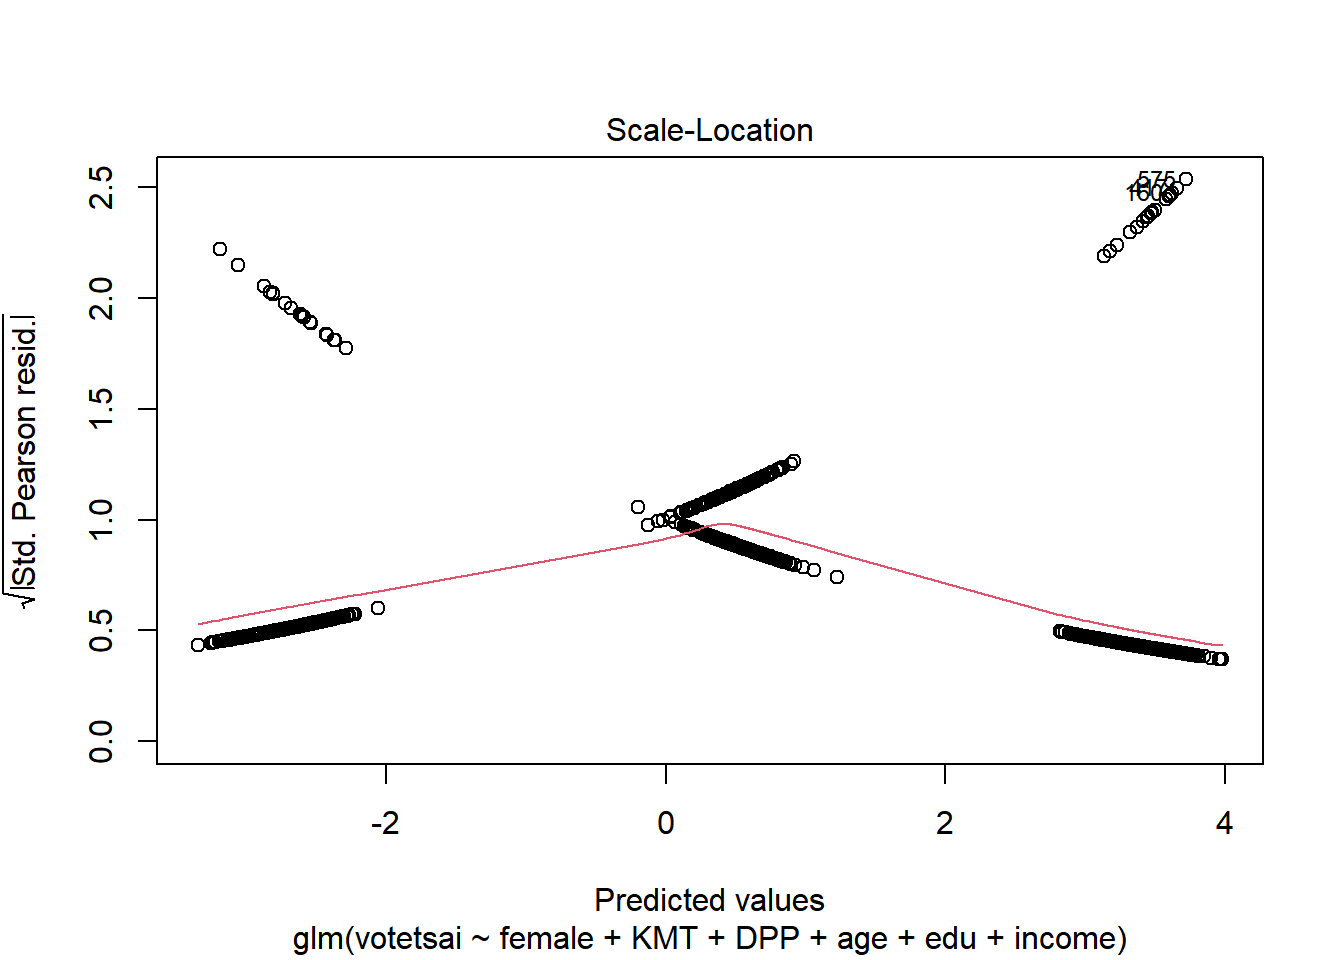 Scale-Location
2.5
2.0
1.5
1.0
0.5
0.0
√|Std. Pearson resid.|
575
-2
0
2
4
Predicted values
glm(votetsai ~ female + KMT + DPP + age + edu + income)